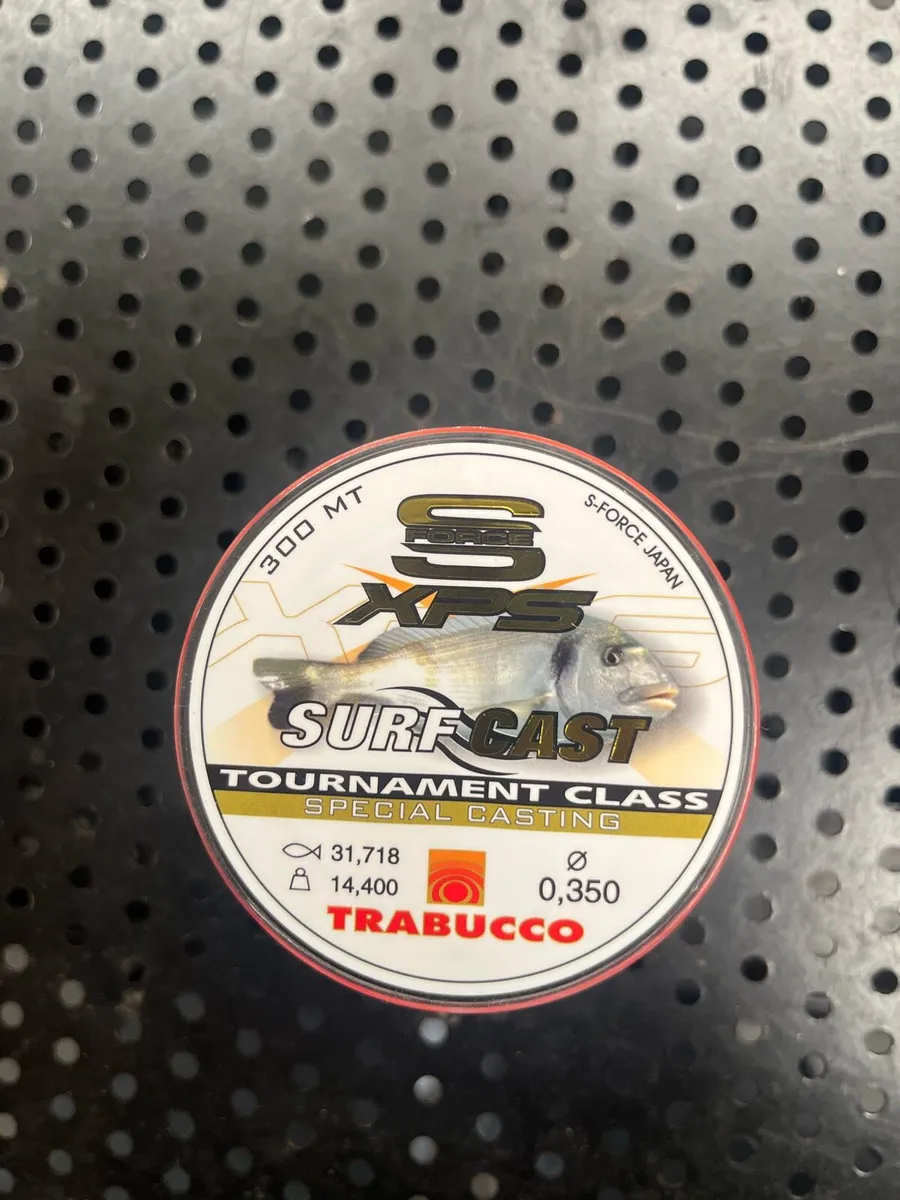 300 MT
S-FORCE JAPAN
S
FORCE
XPS
SURF CAST
TOURNAMENT CLASS
SPECIAL CASTING
31,718
14,400
Ø
0,350
TRABUCCO